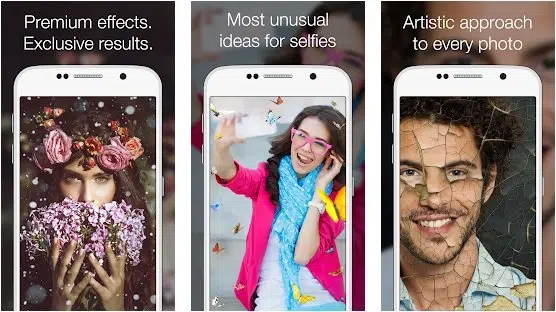 Premium effects.
Exclusive results.
Most unusual
ideas for selfies
Artistic approach
to every photo